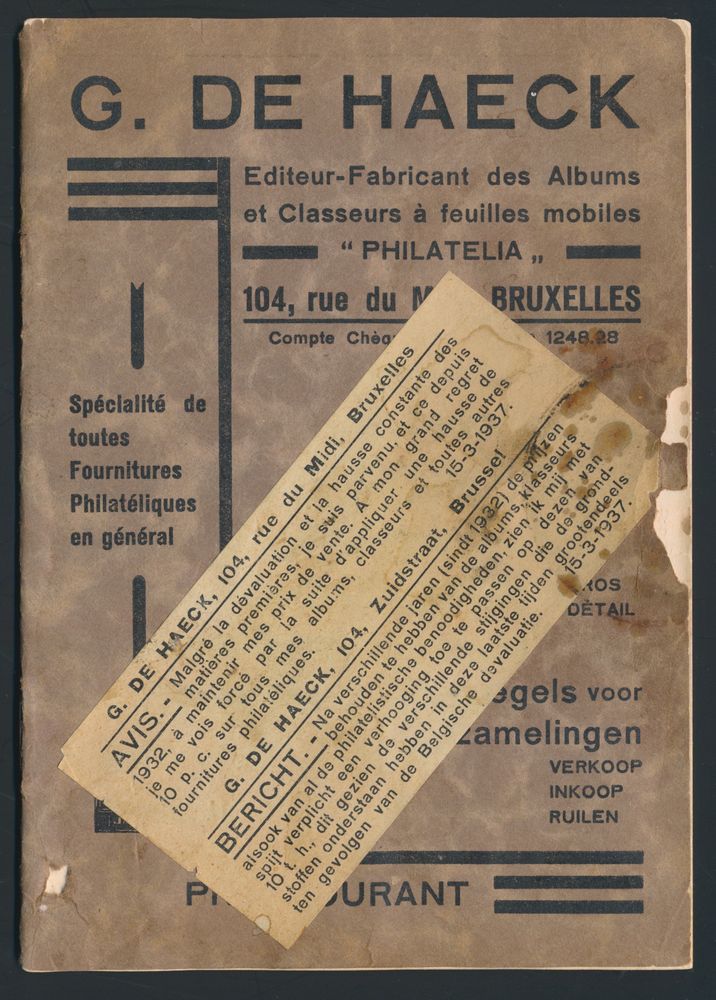 G. DE HAECK
Editeur-Fabricant des Albums
et Classeurs à feuilles mobiles
“ PHILATELIA „
104, rue du M BRUXELLES
Compte Chèq 1248.28
Spécialité de
toutes
Fournitures
Philatéliques
en général
G. DE HAECK, 104, rue du Midi, Bruxelles
AVIS. - Malgré la dévaluation et la hausse constante des
matières premières, je suis parvenu, et ce depuis
1932, à maintenir mes prix de vente. A mon grand regret
je me vois forcé par la suite d'appliquer une hausse de
10 p. c. sur tous mes albums, classeurs et toutes autres
fournitures philatéliques. 15-3-1937.
G. DE HAECK, 104, Zuidstraat, Brussel
BERICHT. - Na verschillende jaren (sindt 1932) de prijzen
behouden te hebben van de albums, klasseurs
alsook van al de philatelistische benoodigheden, zien ik mij met
spijt verplicht een verhooging toe te passen op dezen van
10 t. h., dit gezien de verschillende stijgingen die de grond-
stoffen onderstaan hebben in deze laatste tijden grootendeels
ten gevolgen van de Belgische devaluatie. 15-3-1937.
ROS
DÉTAIL
egels voor
zamelingen
VERKOOP
INKOOP
RUILEN
P OURANT